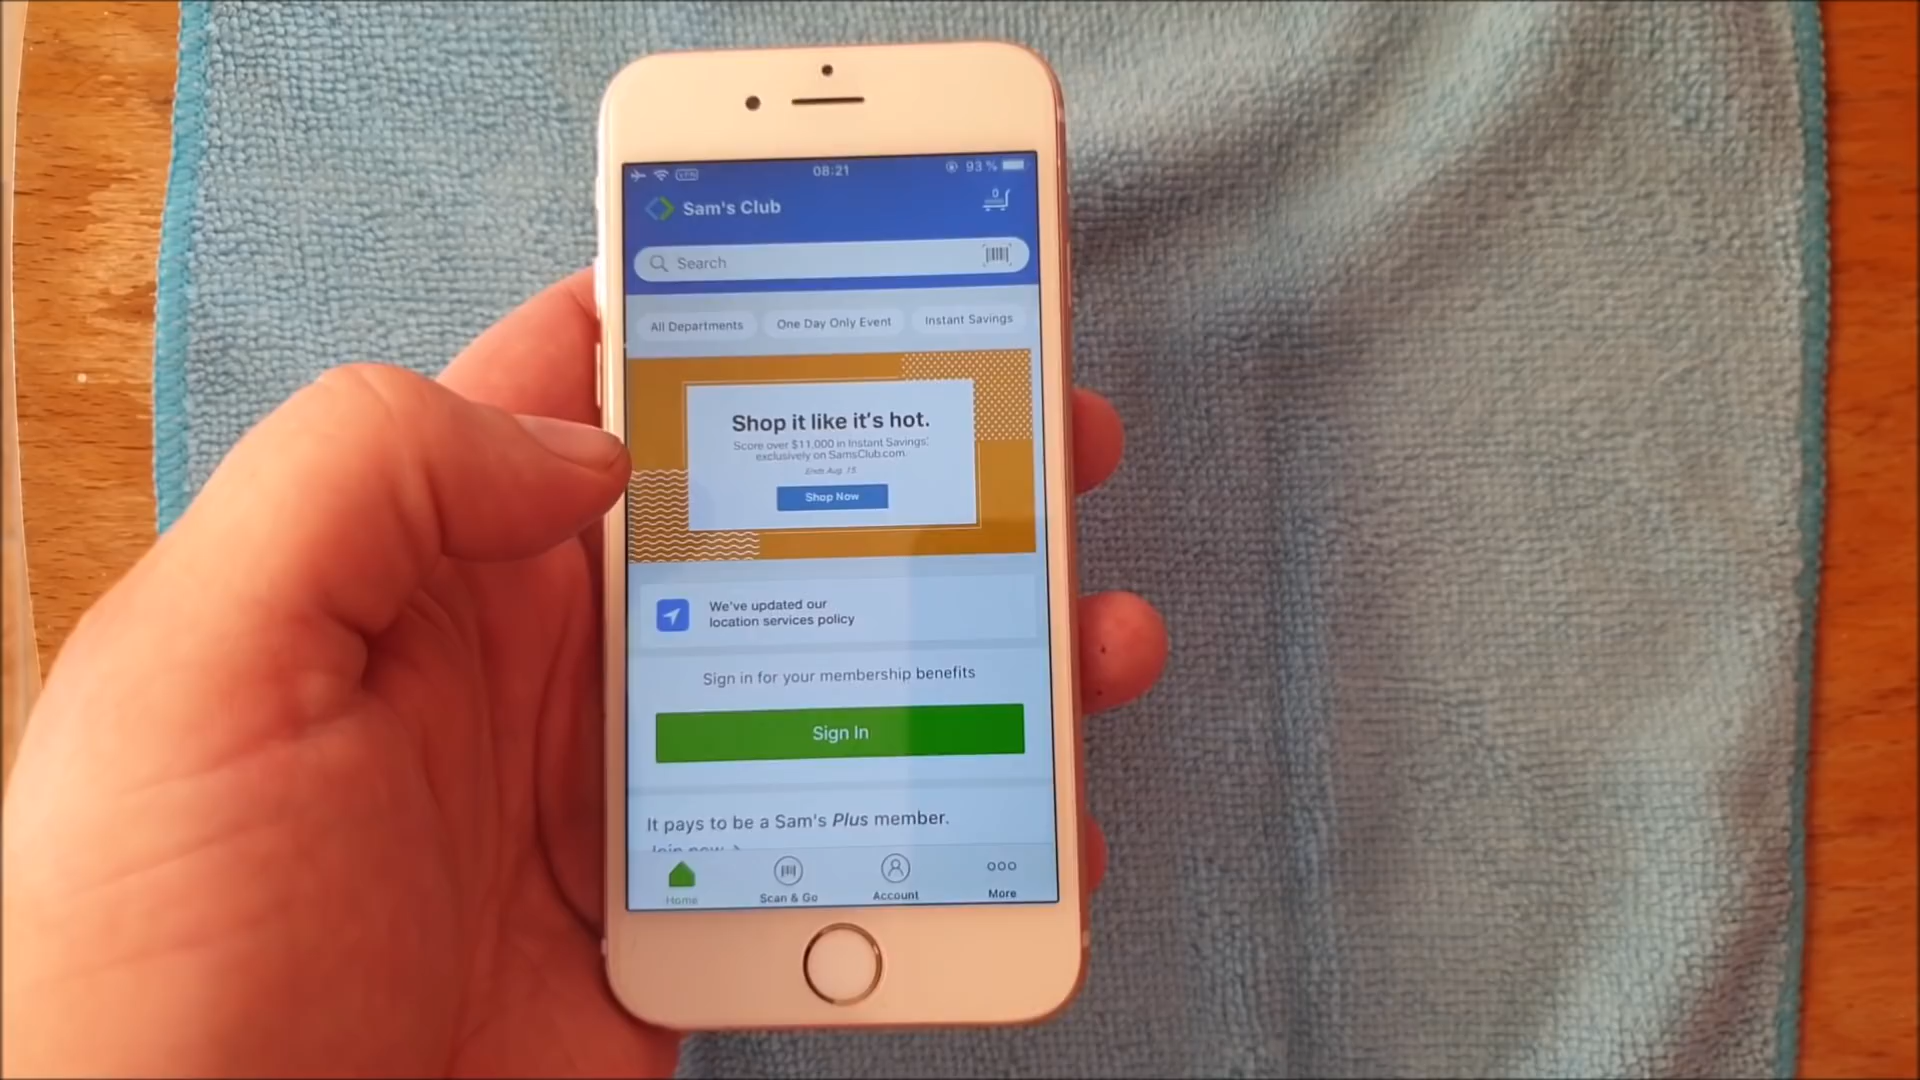 VPN 08:21 93 %
Sam's Club 0
Search
All Departments One Day Only Event Instant Savings
Shop it like it's hot.
Score over $11,000 in Instant Savings,
exclusively on SamsClub.com.
Ends Aug. 15
Shop Now
We've updated our
location services policy
Sign in for your membership benefits
Sign In
It pays to be a Sam's Plus member.
Join now >
Home Scan & Go Account More